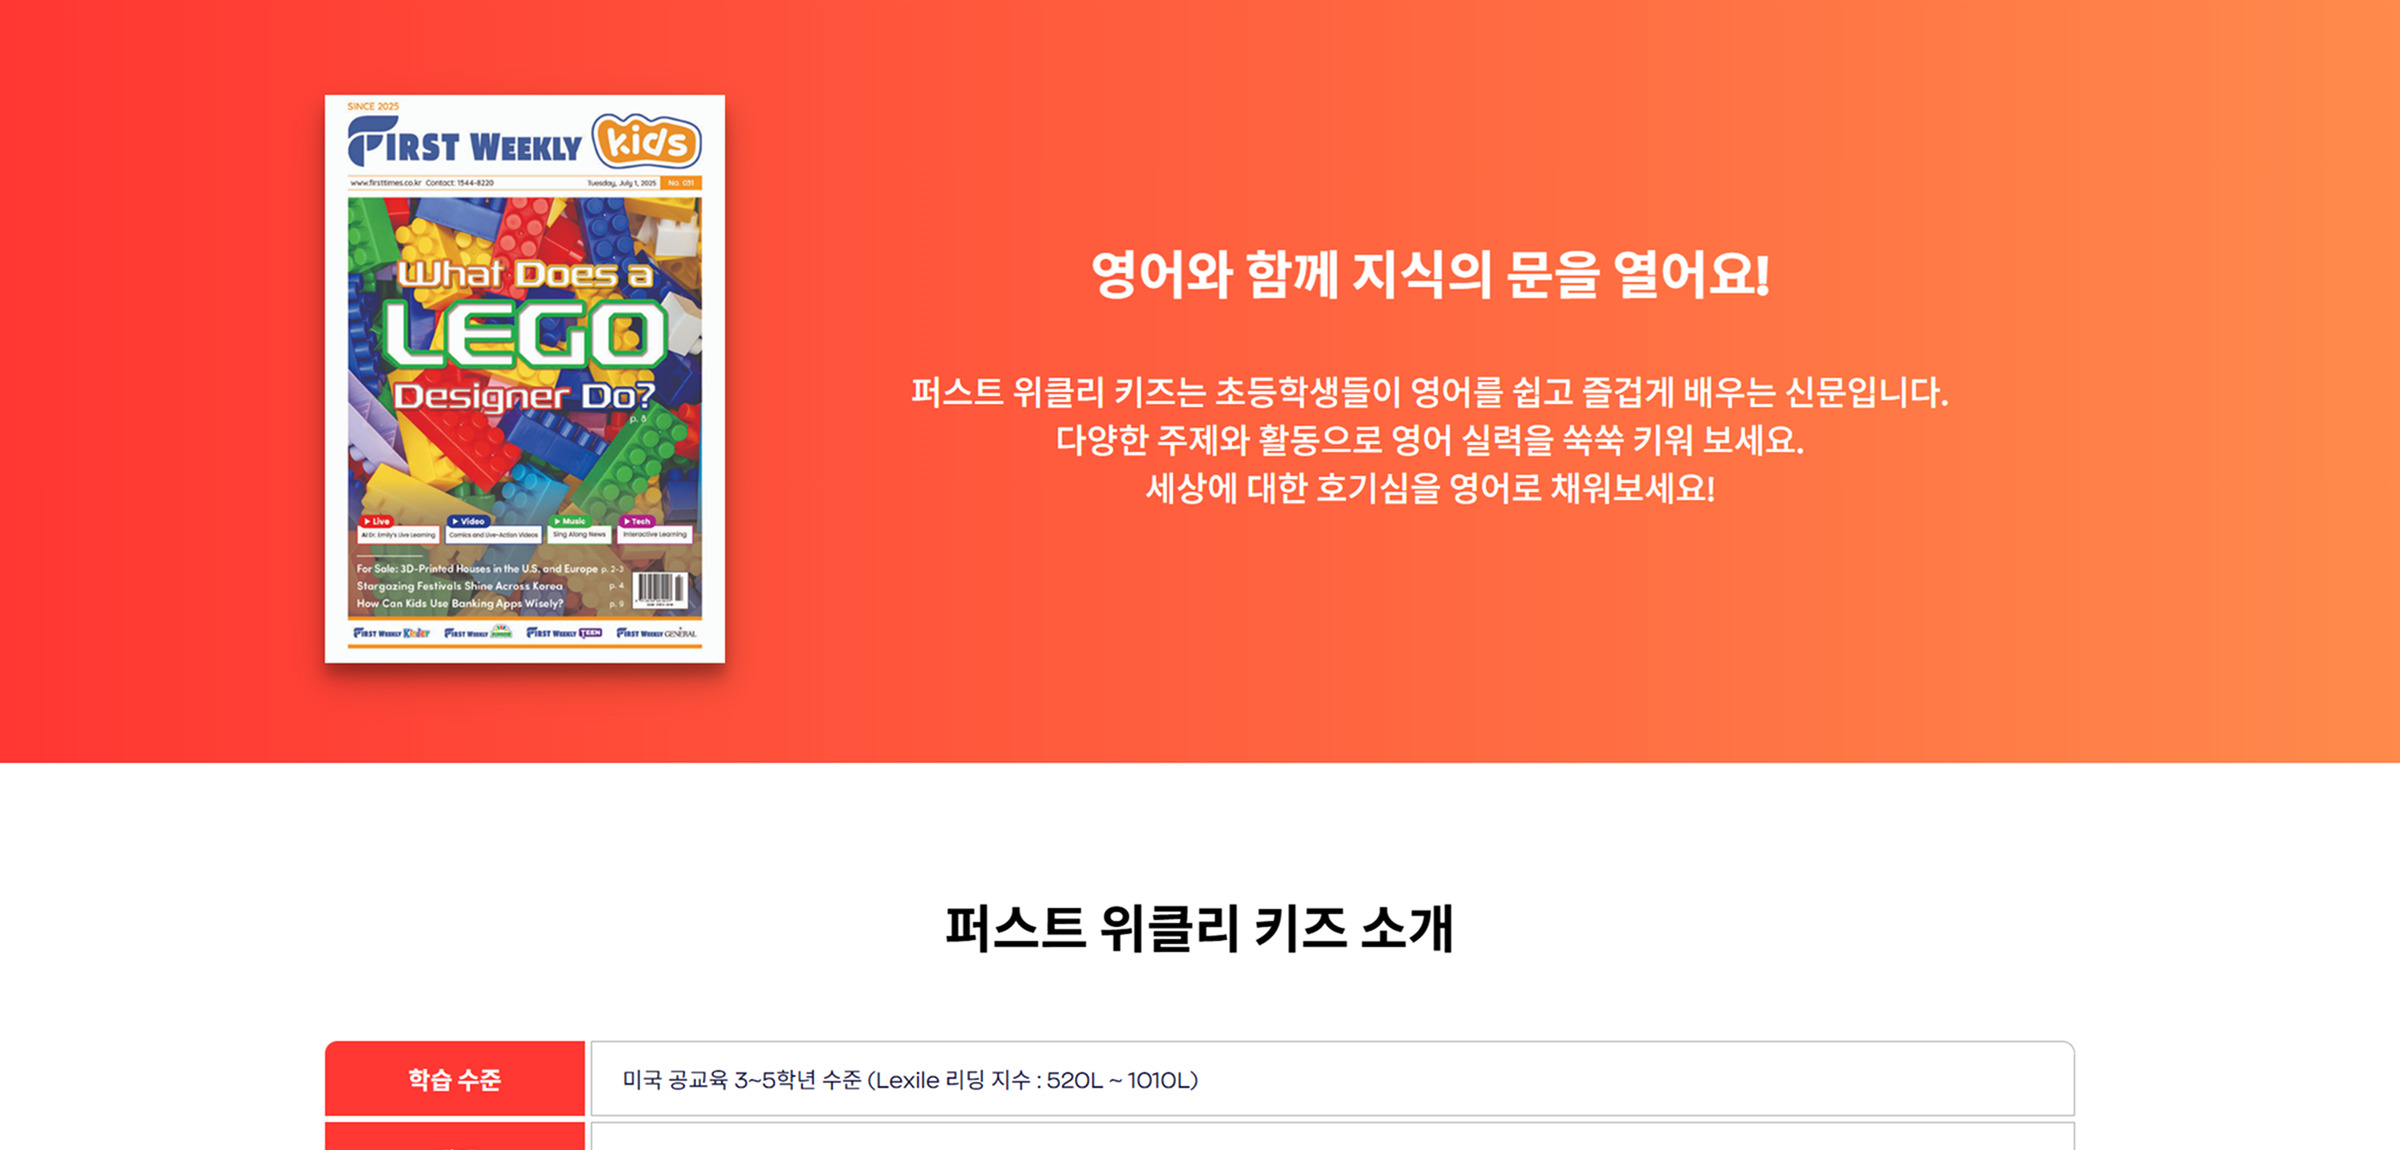 SINCE 2025
FIRST WEEKLY kids
www.firsttimes.co.kr Contact: 1544-8220 Tuesday, July 1, 2025 No. 031
What Does a
LEGO
Designer Do?
p. 8
Live Video Music Tech
AI Dr. Emily's Live Learning Comics and Live-Action Videos Sing Along News Interactive Learning
For Sale: 3D-Printed Houses in the U.S. and Europe p. 2-3
Stargazing Festivals Shine Across Korea p. 4
How Can Kids Use Banking Apps Wisely? p. 9
FIRST WEEKLY Kinder FIRST WEEKLY FIRST WEEKLY TEEN FIRST WEEKLY GENERAL
영어와 함께 지식의 문을 열어요!
퍼스트 위클리 키즈는 초등학생들이 영어를 쉽고 즐겁게 배우는 신문입니다.
다양한 주제와 활동으로 영어 실력을 쑥쑥 키워 보세요.
세상에 대한 호기심을 영어로 채워보세요!
퍼스트 위클리 키즈 소개
학습 수준
미국 공교육 3~5학년 수준 (Lexile 리딩 지수 : 520L ~ 1010L)